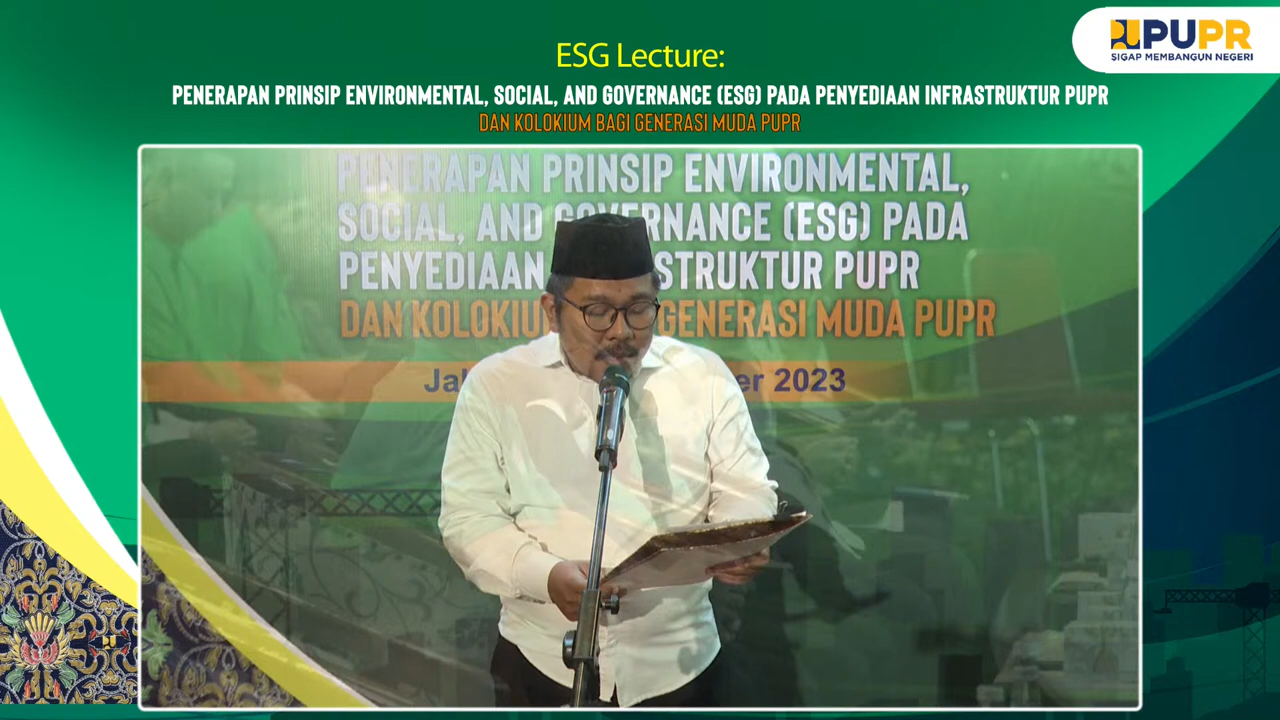 PUPR
SIGAP MEMBANGUN NEGERI
ESG Lecture:
PENERAPAN PRINSIP ENVIRONMENTAL, SOCIAL, AND GOVERNANCE (ESG) PADA PENYEDIAAN INFRASTRUKTUR PUPR
DAN KOLOKIUM BAGI GENERASI MUDA PUPR
PENERAPAN PRINSIP ENVIRONMENTAL,
SOCIAL, AND GOVERNANCE (ESG) PADA
PENYEDIAAN STRUKTUR PUPR
DAN GENERASI MUDA PUPR
2023